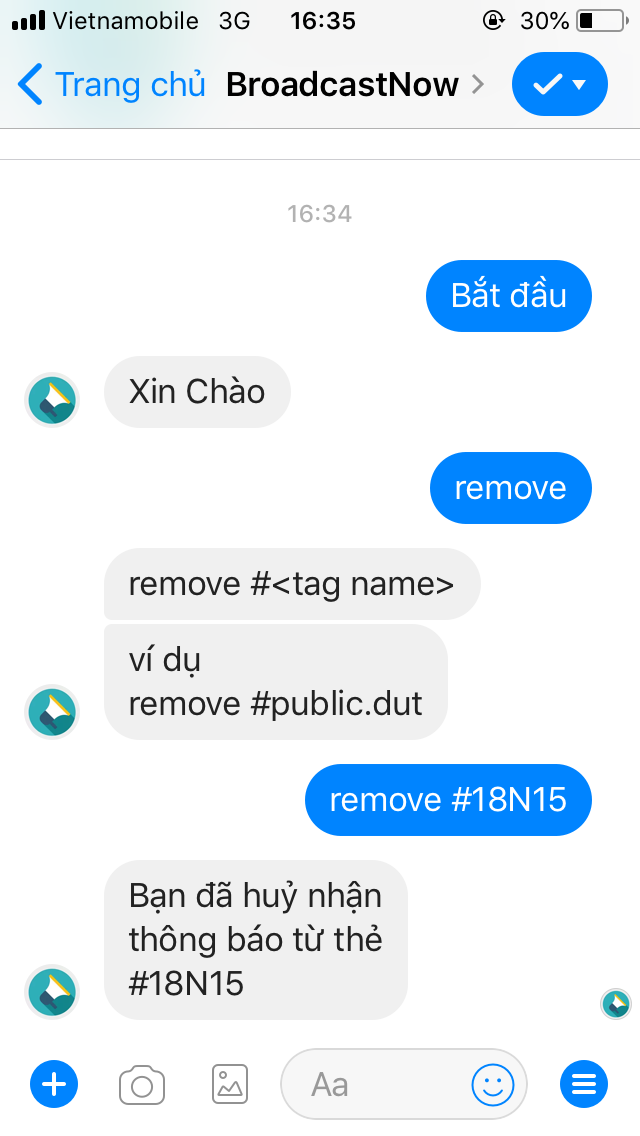 Vietnamobile 3G 16:35 30%
Trang chủ BroadcastNow
16:34
Bắt đầu
Xin Chào
remove
remove #<tag name>
ví dụ
remove #public.dut
remove #18N15
Bạn đã huỷ nhận
thông báo từ thẻ
#18N15
Aa